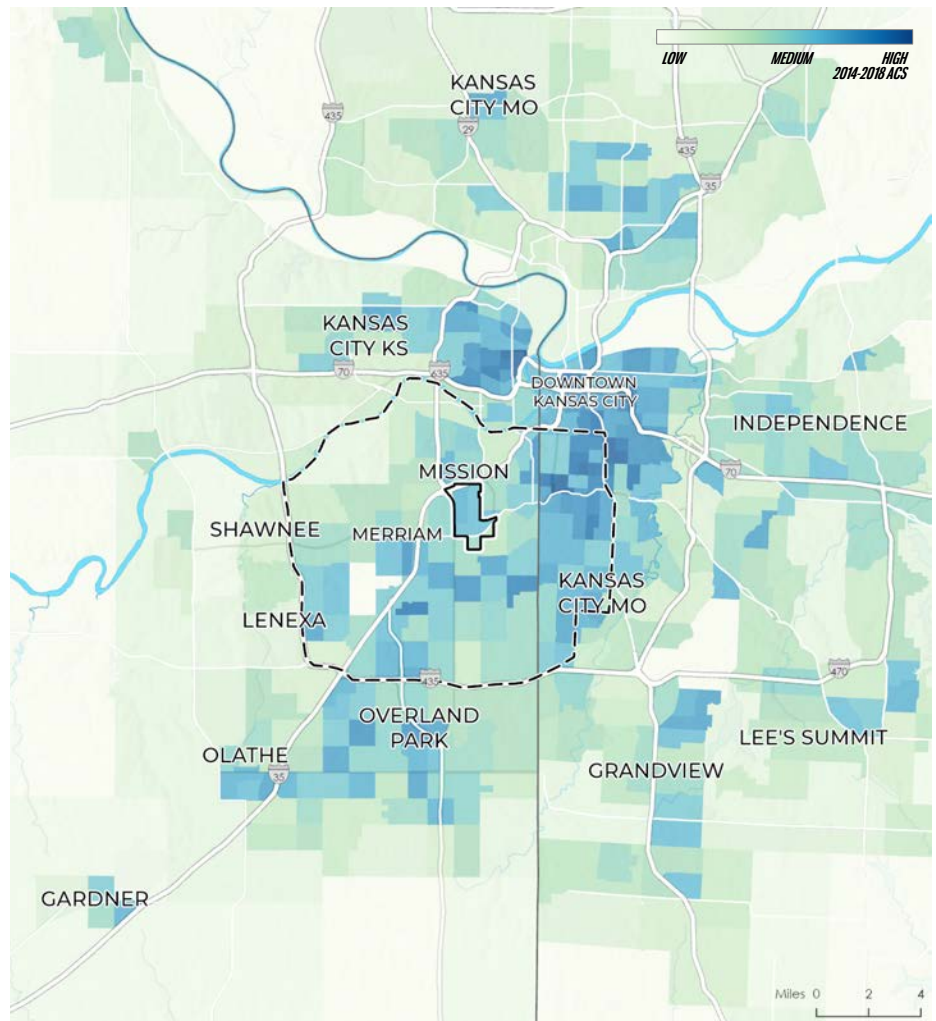 LOW MEDIUM HIGH
2014-2018 ACS
KANSAS
CITY MO
435
29
435
35
KANSAS
CITY KS
70
635
DOWNTOWN
KANSAS CITY
INDEPENDENCE
70
MISSION
SHAWNEE
MERRIAM
KANSAS
CITY MO
LENEXA
435
470
OVERLAND
PARK
LEE'S SUMMIT
OLATHE
35
GRANDVIEW
GARDNER
Miles 0 2 4